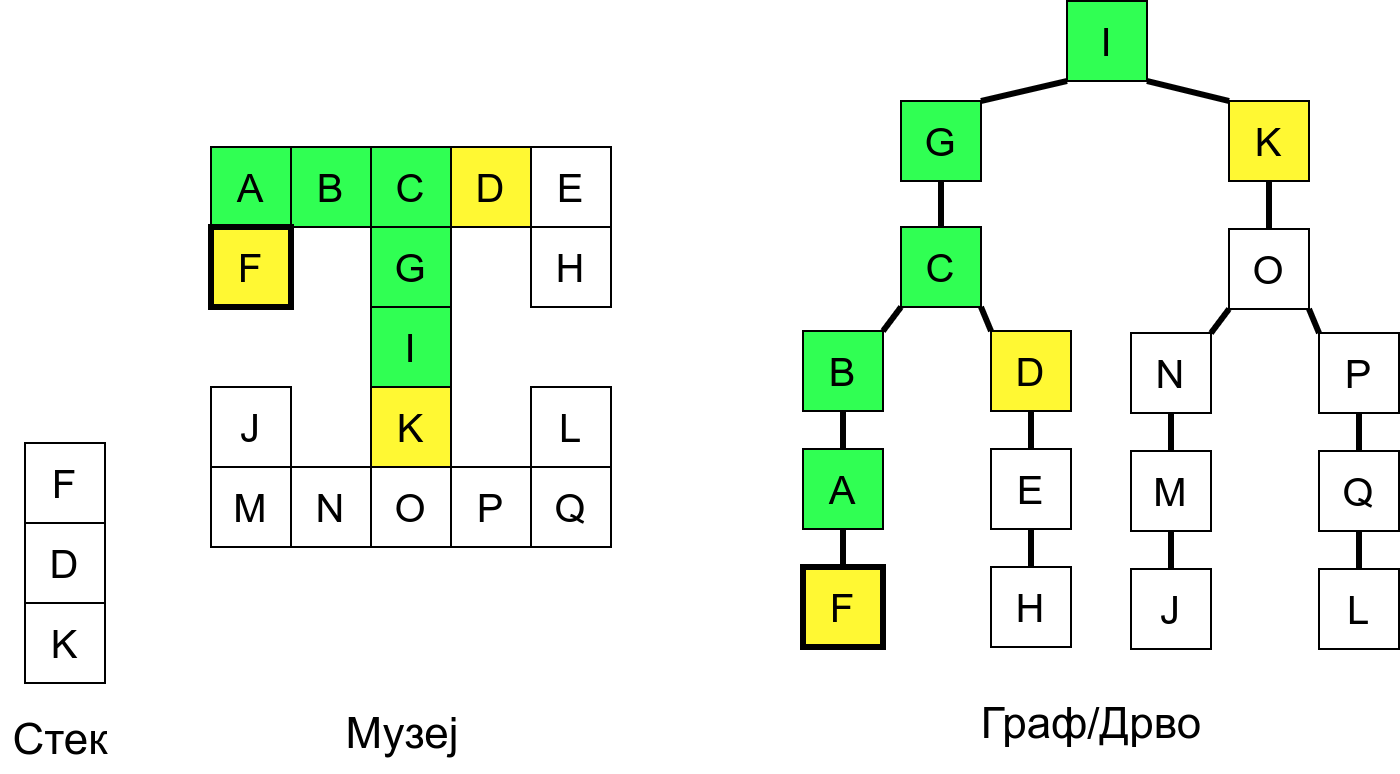 I
G K
C O
A B C D E
F G H
I
J K L
M N O P Q
B D N P
A E M Q
F H J L
F
D
K
Стек
Музеј
Граф/Дрво